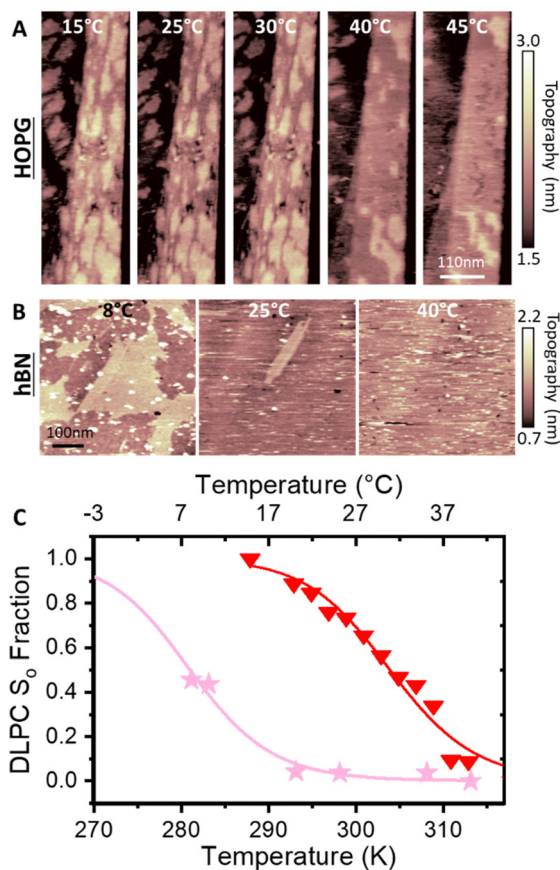 A
15°C 25°C 30°C 40°C 45°C
HOPG
110nm
3.0
Topography (nm)
1.5
B
8°C 25°C 40°C
hBN
100nm
2.2
Topography (nm)
0.7
C
Temperature (°C)
-3 7 17 27 37
DLPC So Fraction
1.0
0.8
0.6
0.4
0.2
0.0
270 280 290 300 310
Temperature (K)